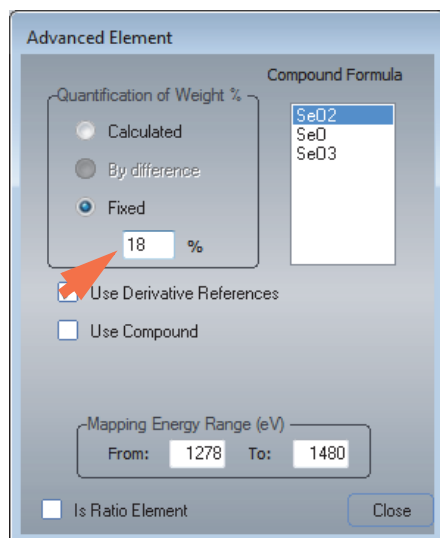 Advanced Element
Compound Formula
Quantification of Weight %
Calculated
By difference
Fixed
18 %
SeO2
SeO
SeO3
Use Derivative References
Use Compound
Mapping Energy Range (eV)
From: 1278 To: 1480
Is Ratio Element Close